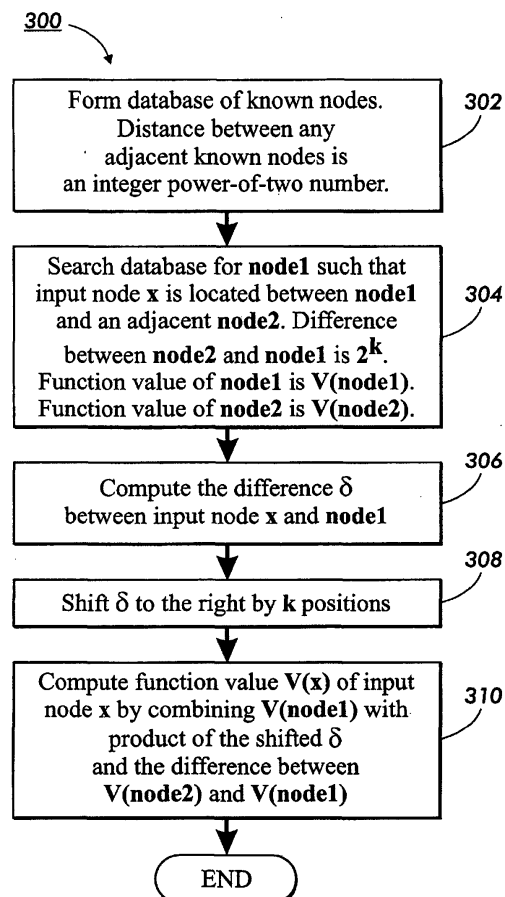 300
Form database of known nodes.
Distance between any
adjacent known nodes is
an integer power-of-two number.
302
Search database for node1 such that
input node x is located between node1
and an adjacent node2. Difference
between node2 and node1 is 2^k.
Function value of node1 is V(node1).
Function value of node2 is V(node2).
304
Compute the difference δ
between input node x and node1
306
Shift δ to the right by k positions
308
Compute function value V(x) of input
node x by combining V(node1) with
product of the shifted δ
and the difference between
V(node2) and V(node1)
310
END